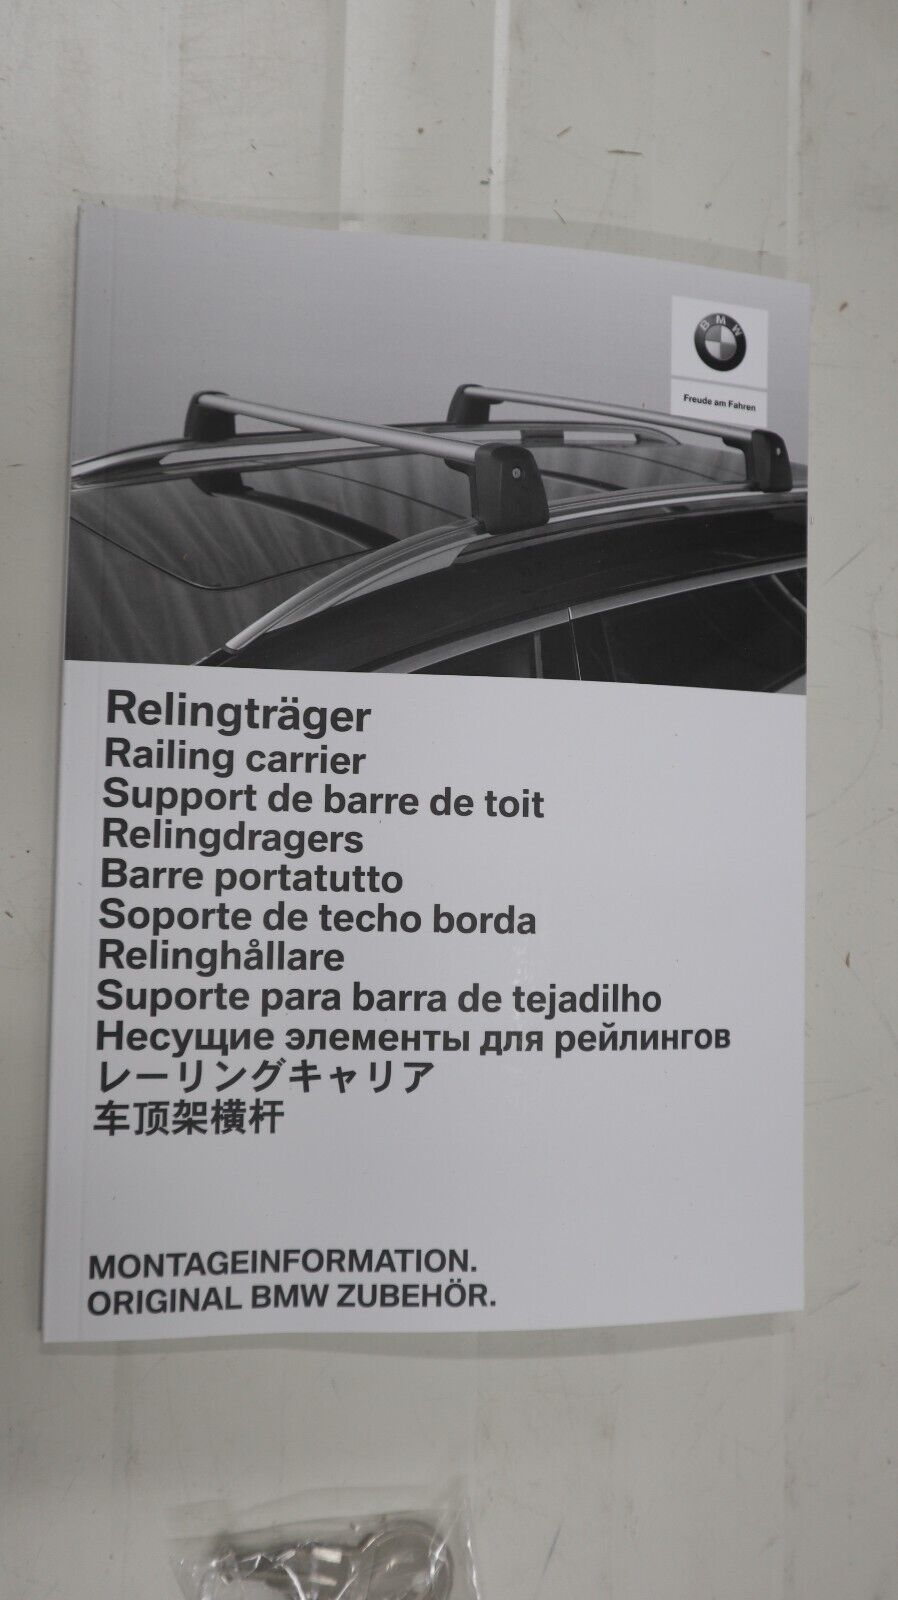 BMW
Freude am Fahren
Relingträger
Railing carrier
Support de barre de toit
Relingdragers
Barre portatutto
Soporte de techo borda
Relinghållare
Suporte para barra de tejadilho
Несущие элементы для рейлингов
レーリングキャリア
车顶架横杆
MONTAGEINFORMATION.
ORIGINAL BMW ZUBEHÖR.